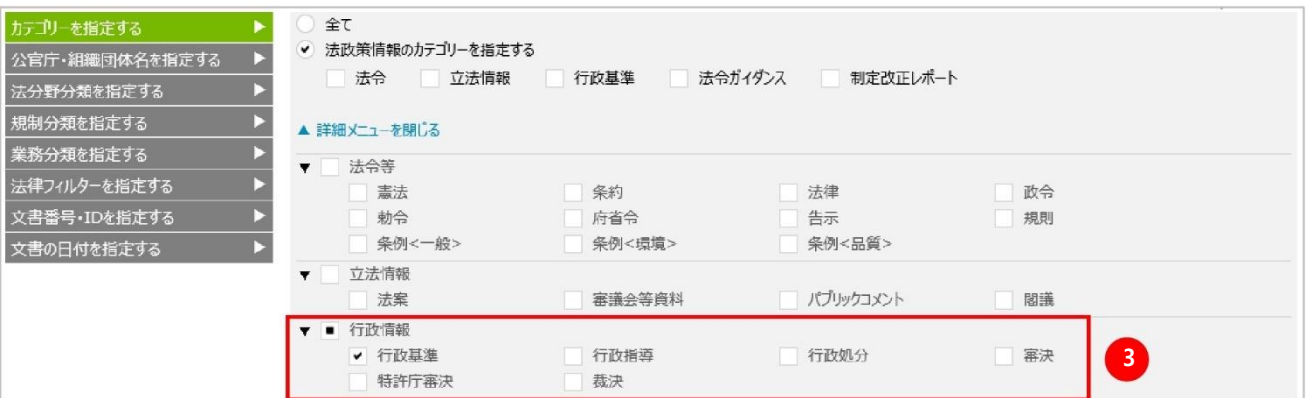 カテゴリーを指定する ▶
公官庁・組織団体名を指定する ▶
法分野分類を指定する ▶
規制分類を指定する ▶
業務分類を指定する ▶
法律フィルターを指定する ▶
文書番号・IDを指定する ▶
文書の日付を指定する ▶
全て
法政策情報のカテゴリーを指定する
法令 立法情報 行政基準 法令ガイダンス 制定改正レポート
▲ 詳細メニューを閉じる
▼ 法令等
憲法 条約 法律 政令
勅令 府省令 告示 規則
条例<一般> 条例<環境> 条例<品質>
▼ 立法情報
法案 審議会等資料 パブリックコメント 閣議
▼ 行政情報
行政基準 行政指導 行政処分 審決
特許庁審決 裁決
3